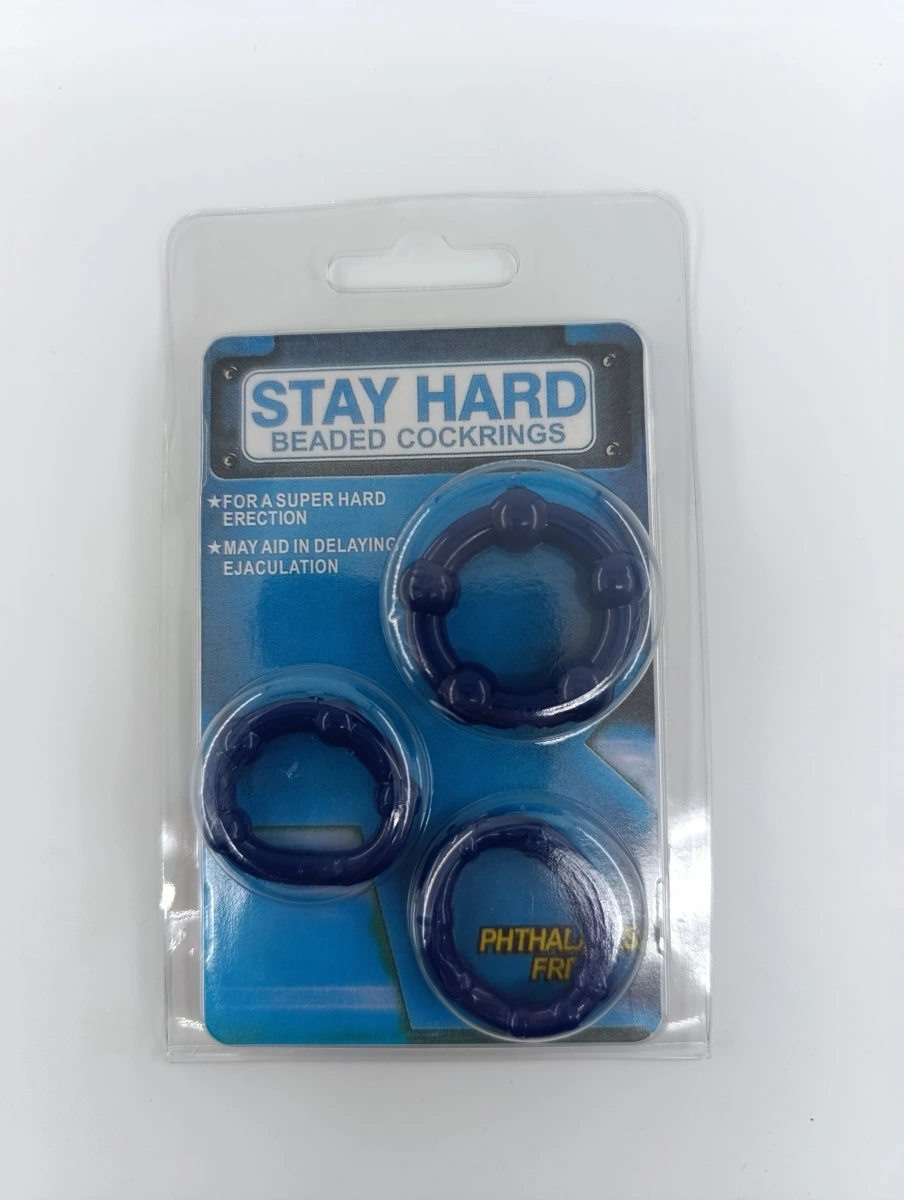 STAY HARD
BEADED COCKRINGS
★FOR A SUPER HARD
ERECTION
★MAY AID IN DELAYING
EJACULATION